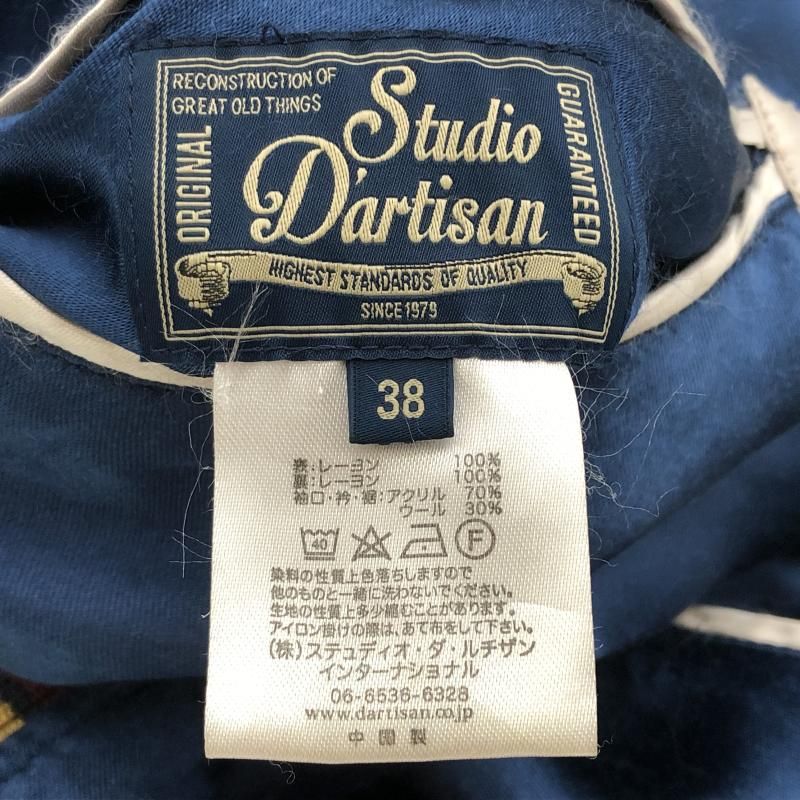 RECONSTRUCTION OF
GREAT OLD THINGS
ORIGINAL
Studio
D'artisan
GUARANTEED
HIGHEST STANDARDS OF QUALITY
SINCE 1979
38
表:レーヨン 100%
裏:レーヨン 100%
袖口・衿・裾:アクリル 70%
ウール 30%
40 F
染料の性質上色落ちしますので
他のものと一緒に洗わないでください。
生地の性質上多少縮むことがあります。
アイロン掛けの際は、あて布をして下さい。
(株)ステュディオ・ダ・ルチザン
インターナショナル
06-6536-6328
www.dartisan.co.jp
中国製